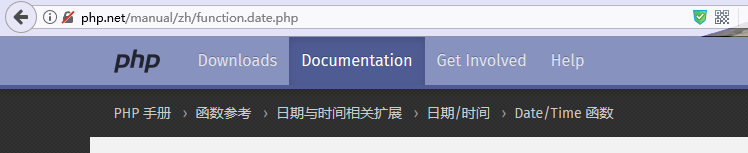 php.net/manual/zh/function.date.php
php Downloads Documentation Get Involved Help
PHP 手册 › 函数参考 › 日期与时间相关扩展 › 日期/时间 › Date/Time 函数